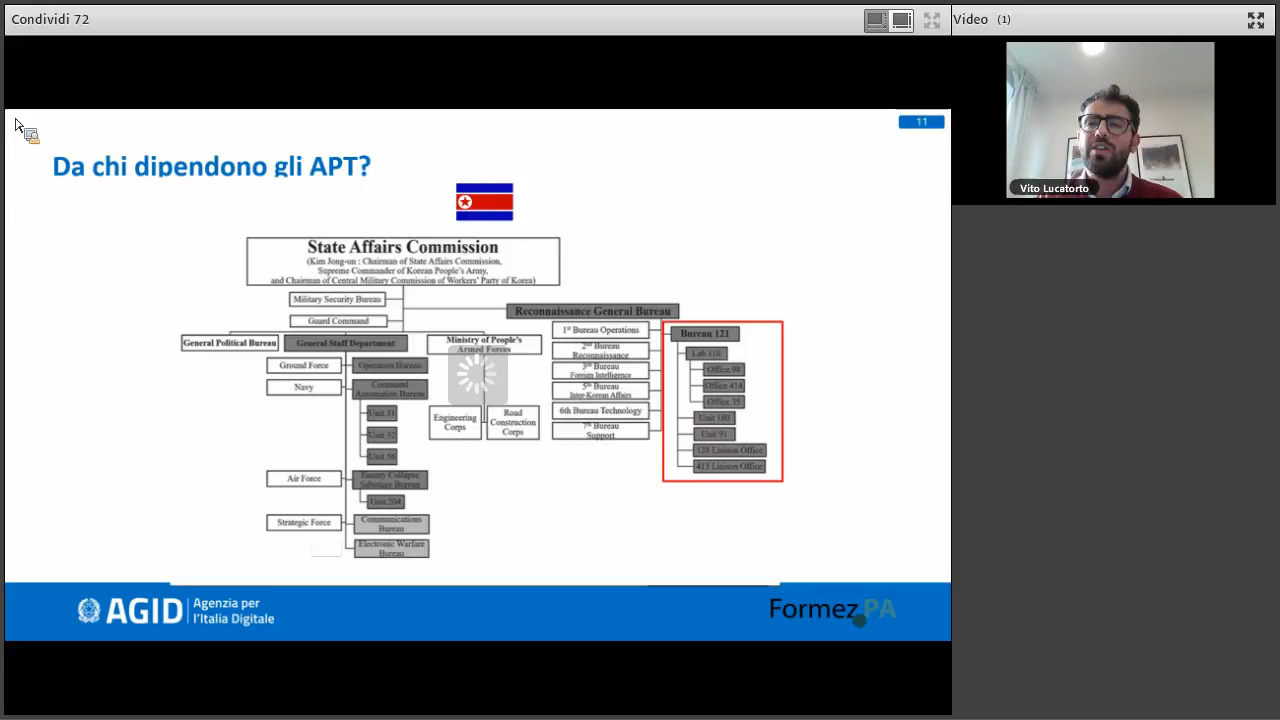 Condividi 72
Video (1)
Vito Lucatorto
11
Da chi dipendono gli APT?
State Affairs Commission
(Kim Jong-un : Chairman of State Affairs Commission,
Supreme Commander of Korean People's Army,
and Chairman of Central Military Commission of Workers' Party of Korea)
Military Security Bureau
Guard Command
Reconnaissance General Bureau
General Political Bureau
General Staff Department
Ministry of People's
Armed Forces
Ground Force
Operation Bureau
Navy
Command
Automation Bureau
Unit 31
Unit 32
Unit 56
Air Force
Enemy Collapse
Sabotage Bureau
Unit 204
Strategic Force
Communications
Bureau
Electronic Warfare
Bureau
Engineering
Corps
Road
Construction
Corps
1st Bureau Operations
2nd Bureau
Reconnaissance
3rd Bureau
Foreign Intelligence
5th Bureau
Inter-Korean Affairs
6th Bureau Technology
7th Bureau
Support
Bureau 121
Lab 110
Office 98
Office 414
Office 35
Unit 180
Unit 91
128 Liaison Office
413 Liaison Office
AGID
Agenzia per
l'Italia Digitale
Formez PA